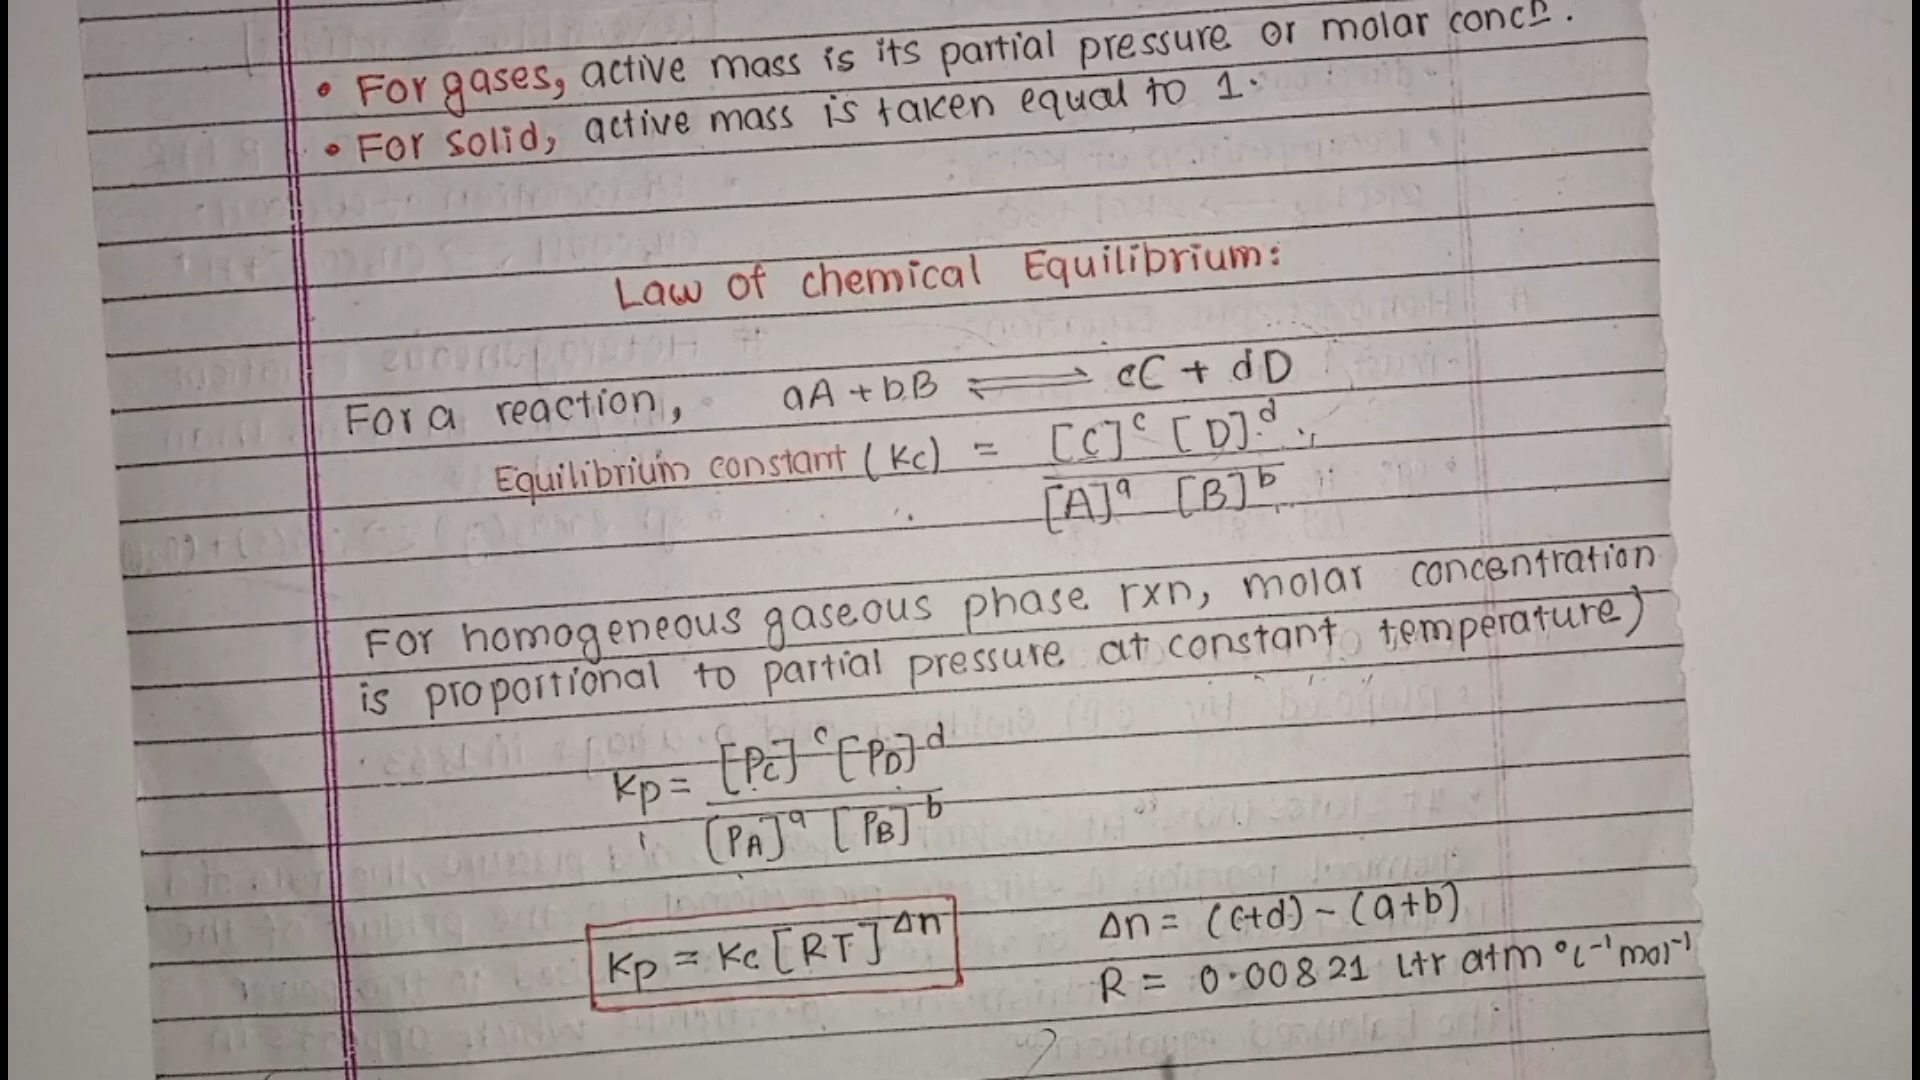 • For gases, active mass is its partial pressure or molar concn.
• For solid, active mass is taken equal to 1.
Law of chemical Equilibrium:
For a reaction, aA + bB ⇌ cC + dD
Equilibrium constant (Kc) = [C]^c [D]^d
[A]^a [B]^b
For homogeneous gaseous phase rxn, molar concentration
is proportional to partial pressure at constant temperature)
Kp = [PC]^c [PD]^d
[PA]^a [PB]^b
Kp = Kc [RT]^Δn
Δn = (c+d) - (a+b)
R = 0.00821 Ltr atm °C^-1 mol^-1